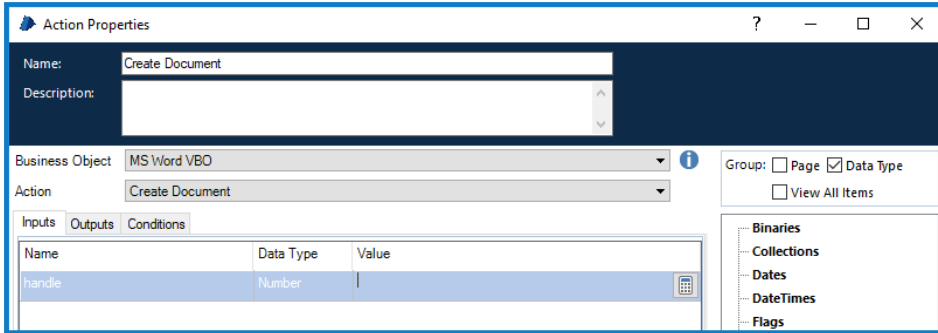 Action Properties
?
Name: Create Document
Description:
Business Object MS Word VBO
Action Create Document
Group: Page Data Type
View All Items
Inputs Outputs Conditions
Name Data Type Value
handle Number
Binaries
Collections
Dates
DateTimes
Flags